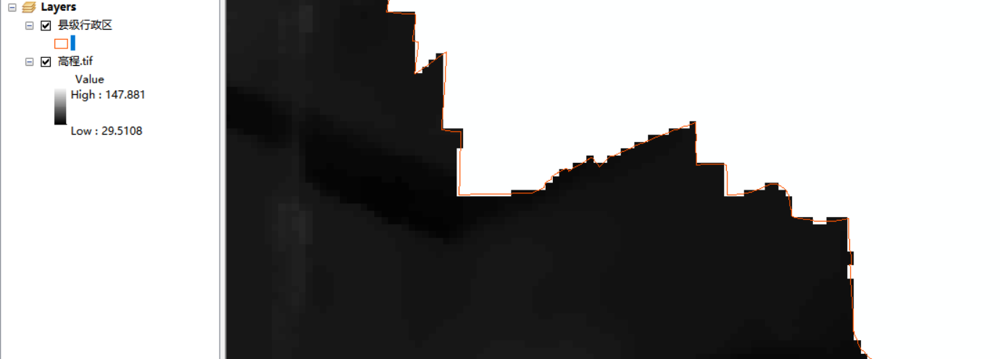 Layers
县级行政区
高程.tif
Value
High : 147.881
Low : 29.5108